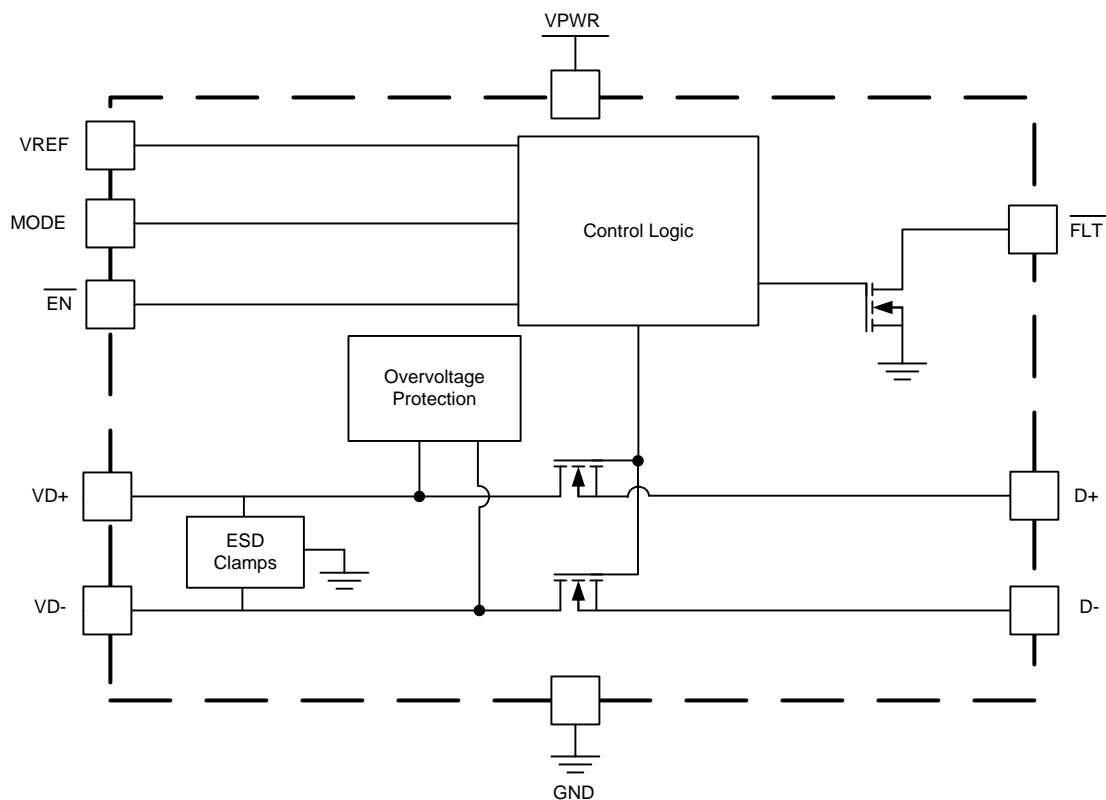 VPWR
VREF
MODE
Control Logic
FLT
EN
Overvoltage
Protection
VD+
D+
ESD
Clamps
VD-
D-
GND